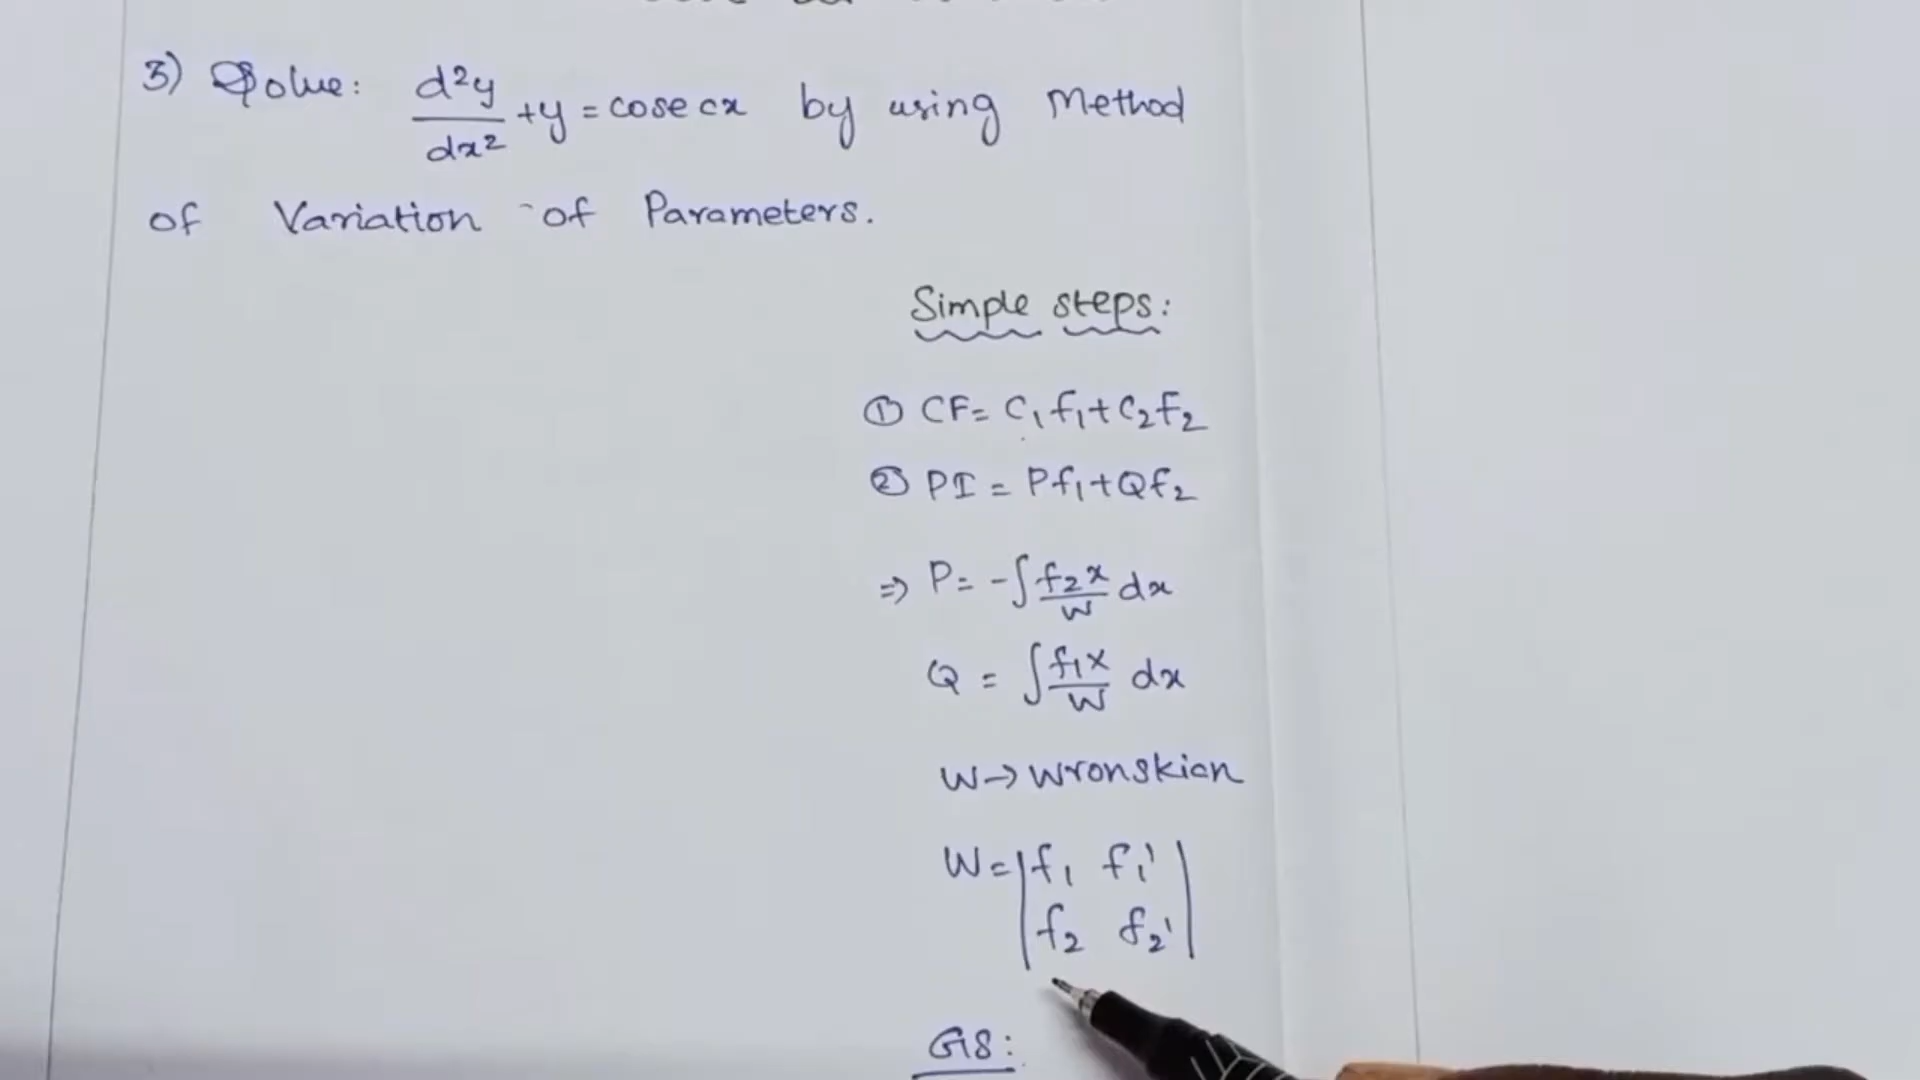 3) Solve: d²y/dx² +y = cosecx by using Method
of Variation of Parameters.
Simple steps:
① CF = C₁f₁+C₂f₂
② PI = Pf₁+Qf₂
⇒ P = -∫ f₂x/W dx
Q = ∫ f₁x/W dx
W→ Wronskian
W = |f₁ f₁'|
|f₂ f₂'|
GS: